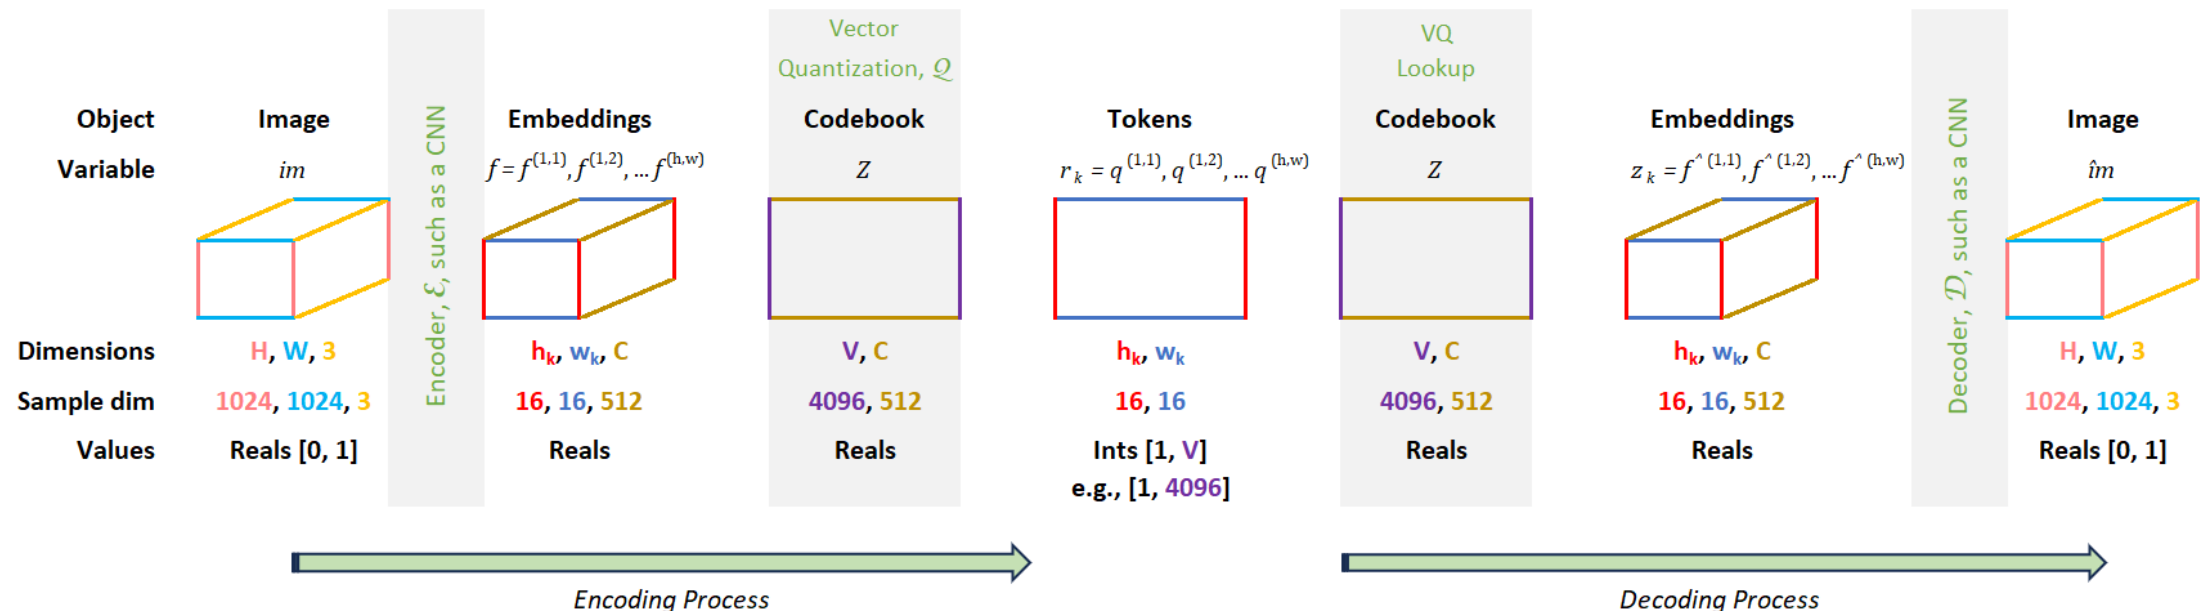 Vector
Quantization, 𝒬
VQ
Lookup
Object Image Embeddings Codebook Tokens Codebook Embeddings Image
Variable im f = f^(1,1), f^(1,2), ... f^(h,w) Z r_k = q^(1,1), q^(1,2), ... q^(h,w) Z z_k = f^^(1,1), f^^(1,2), ... f^^(h,w) îm
Encoder, ℰ, such as a CNN
Decoder, 𝒟, such as a CNN
Dimensions H, W, 3 h_k, w_k, C V, C h_k, w_k V, C h_k, w_k, C H, W, 3
Sample dim 1024, 1024, 3 16, 16, 512 4096, 512 16, 16 4096, 512 16, 16, 512 1024, 1024, 3
Values Reals [0, 1] Reals Reals Ints [1, V] Reals Reals Reals [0, 1]
e.g., [1, 4096]
Encoding Process Decoding Process